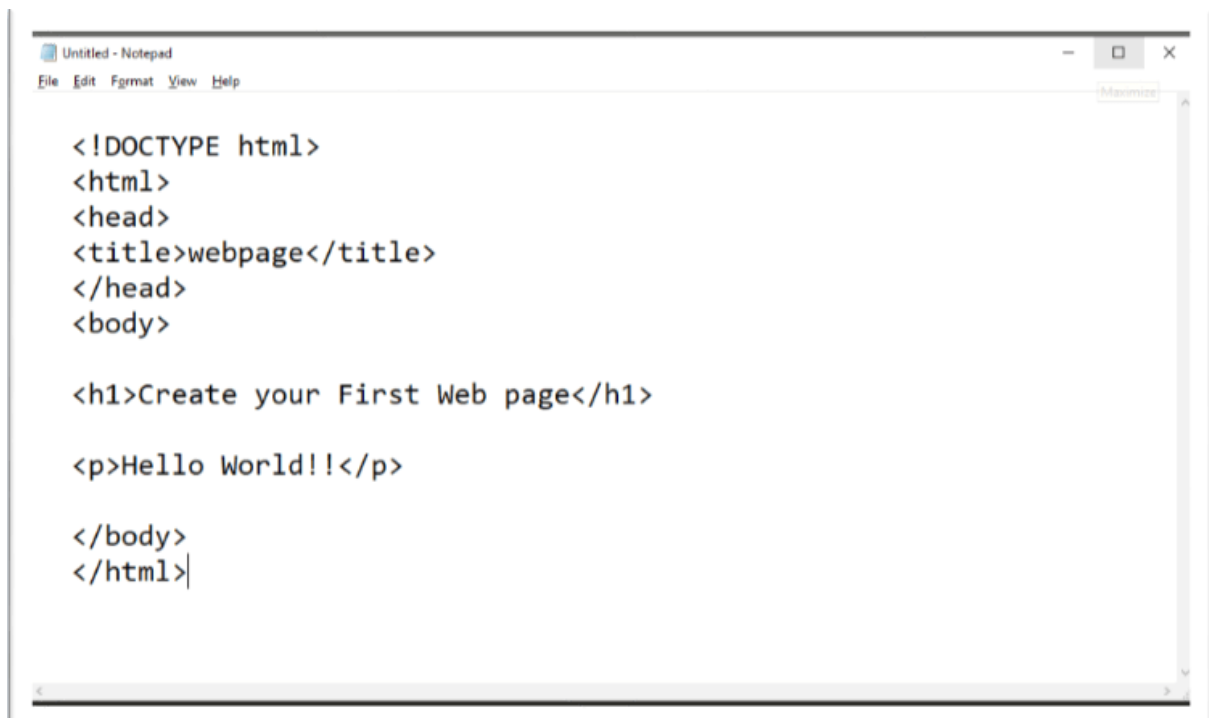 Untitled - Notepad
File Edit Format View Help
Maximize
<!DOCTYPE html>
<html>
<head>
<title>webpage</title>
</head>
<body>
<h1>Create your First Web page</h1>
<p>Hello World!!</p>
</body>
</html>